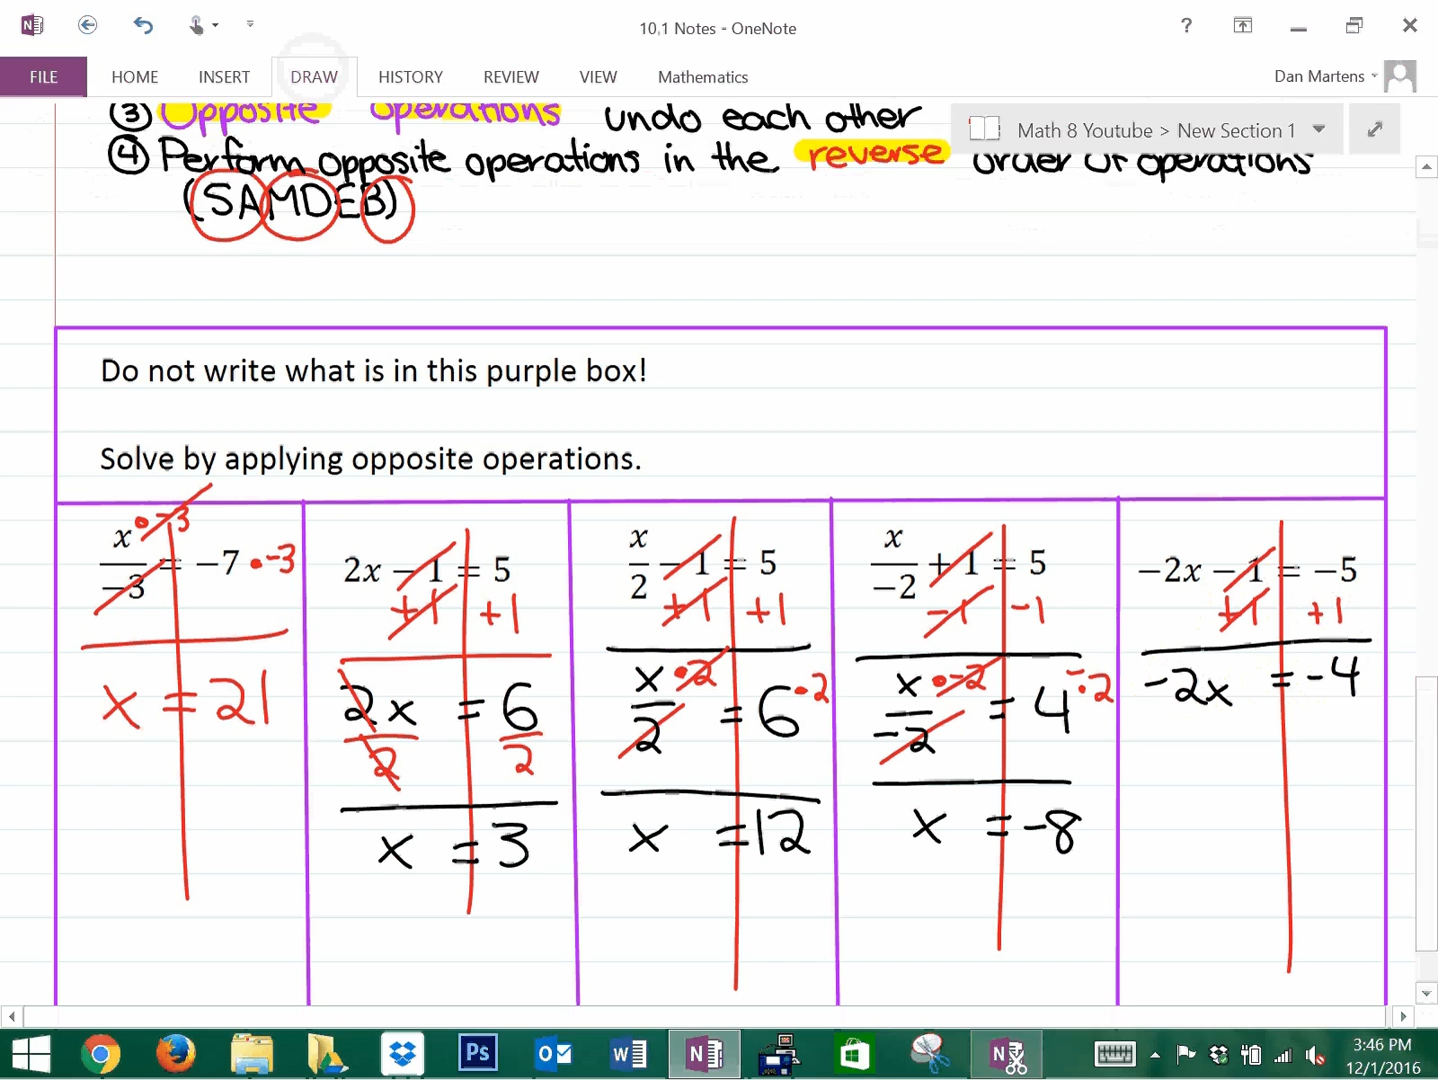 10,1 Notes - OneNote
FILE HOME INSERT DRAW HISTORY REVIEW VIEW Mathematics Dan Martens
Math 8 Youtube > New Section 1
③ Opposite operations undo each other
④ Perform opposite operations in the reverse order of operations
(SAMDEB)
Do not write what is in this purple box!
Solve by applying opposite operations.
x/-3 • -3 = -7 • -3
x = 21
2x - 1 = 5
+1 +1
2x/2 = 6/2
x = 3
x/2 - 1 = 5
+1 +1
x/2 • 2 = 6 • 2
x = 12
x/-2 + 1 = 5
-1 -1
x/-2 • -2 = 4 • -2
x = -8
-2x - 1 = -5
+1 +1
-2x = -4
3:46 PM
12/1/2016